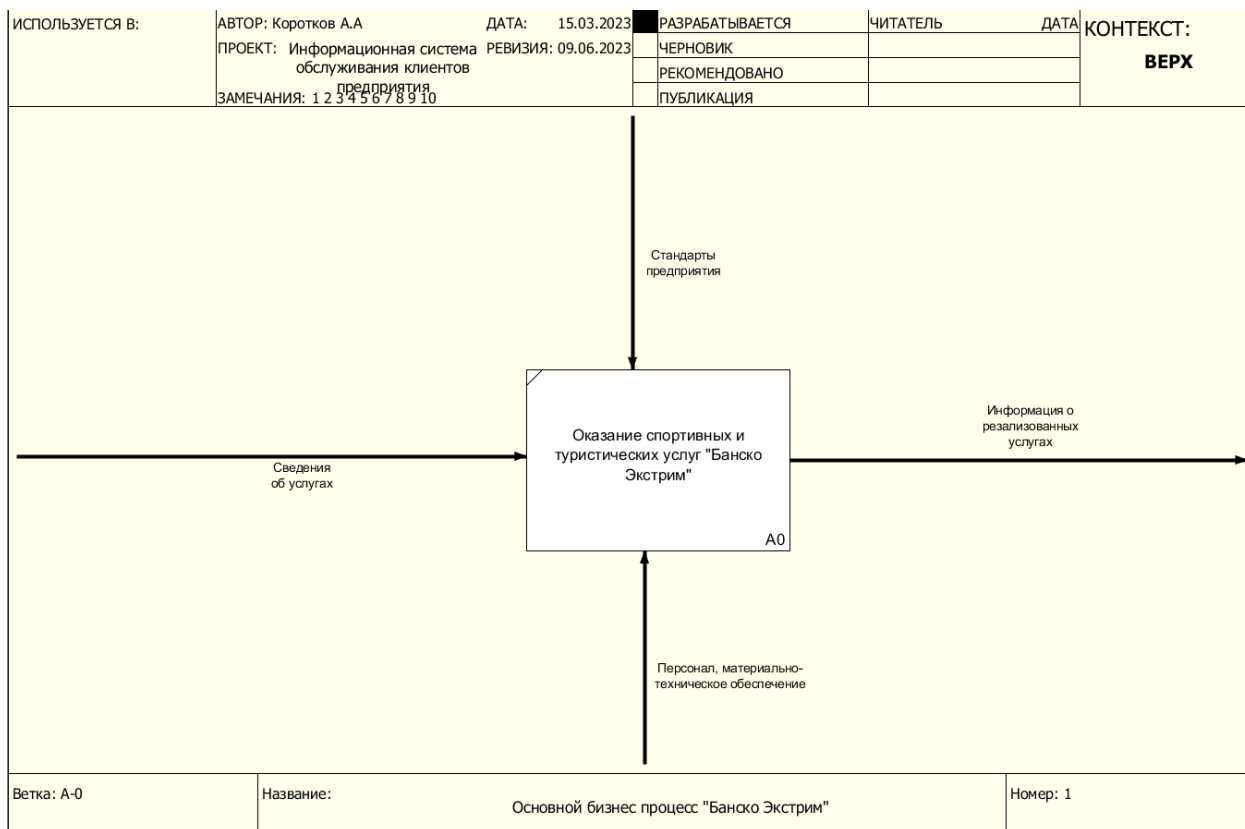 ИСПОЛЬЗУЕТСЯ В:
АВТОР: Коротков А.А
ДАТА: 15.03.2023
ПРОЕКТ: Информационная система
обслуживания клиентов
предприятия
РЕВИЗИЯ: 09.06.2023
ЗАМЕЧАНИЯ: 1 2 3 4 5 6 7 8 9 10
РАЗРАБАТЫВАЕТСЯ
ЧЕРНОВИК
РЕКОМЕНДОВАНО
ПУБЛИКАЦИЯ
ЧИТАТЕЛЬ
ДАТА
КОНТЕКСТ:
ВЕРХ
Стандарты
предприятия
Оказание спортивных и
туристических услуг "Банско
Экстрим"
A0
Информация о
резализованных
услугах
Сведения
об услугах
Персонал, материально-
техническое обеспечение
Ветка: A-0
Название:
Основной бизнес процесс "Банско Экстрим"
Номер: 1